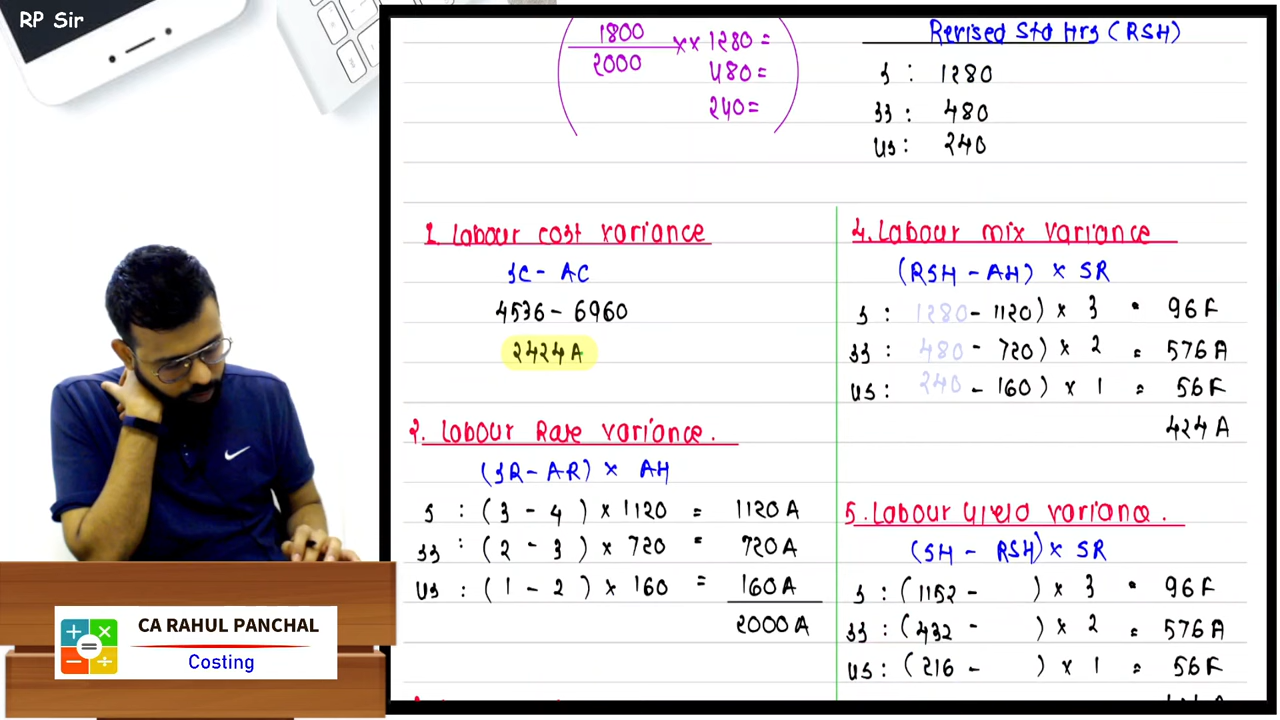 RP Sir
1800
2000
xx 1280 =
480 =
240 =
Revised Std Hrs (RSH)
S : 1280
SS : 480
US : 240
1. Labour cost variance
SC - AC
4536 - 6960
2424 A
2. Labour Rate variance.
(SR - AR) × AH
S : (3 - 4) × 1120 = 1120 A
SS : (2 - 3) × 720 = 720 A
US : (1 - 2) × 160 = 160 A
2000 A
4. Labour mix variance
(RSH - AH) × SR
S : 1280 - 1120) × 3 = 96 F
SS : 480 - 720) × 2 = 576 A
US : 240 - 160) × 1 = 56 F
424 A
5. Labour yield variance.
(SH - RSH) × SR
S : (1152 - ) × 3 = 96 F
SS : (432 - ) × 2 = 576 A
US : (216 - ) × 1 = 56 F
CA RAHUL PANCHAL
Costing